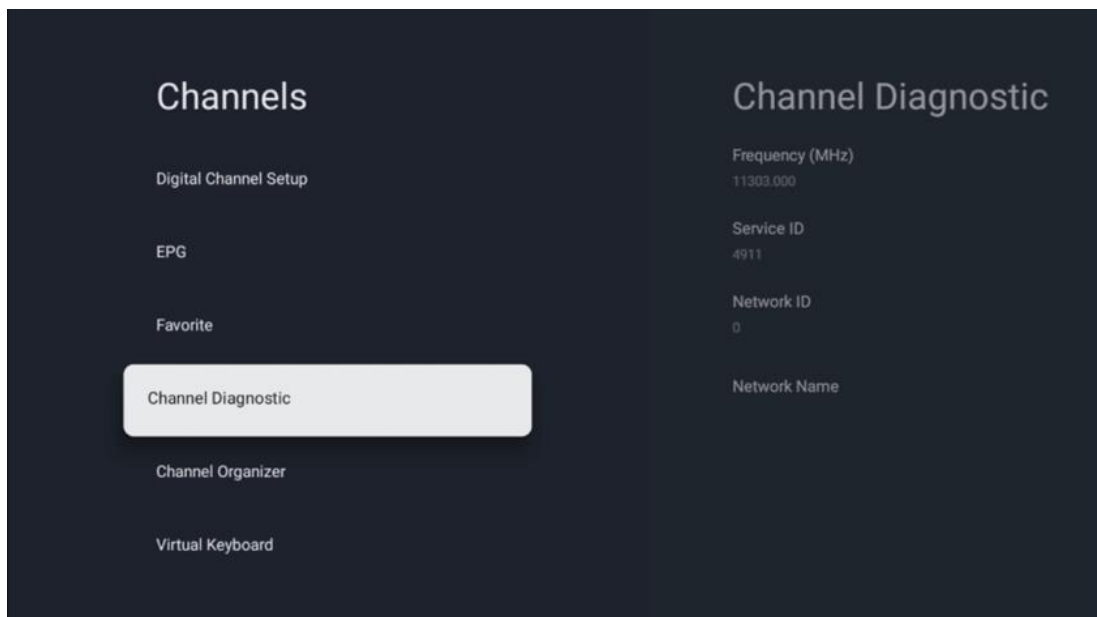 Channels
Digital Channel Setup
EPG
Favorite
Channel Diagnostic
Channel Organizer
Virtual Keyboard
Channel Diagnostic
Frequency (MHz)
11303.000
Service ID
4911
Network ID
0
Network Name